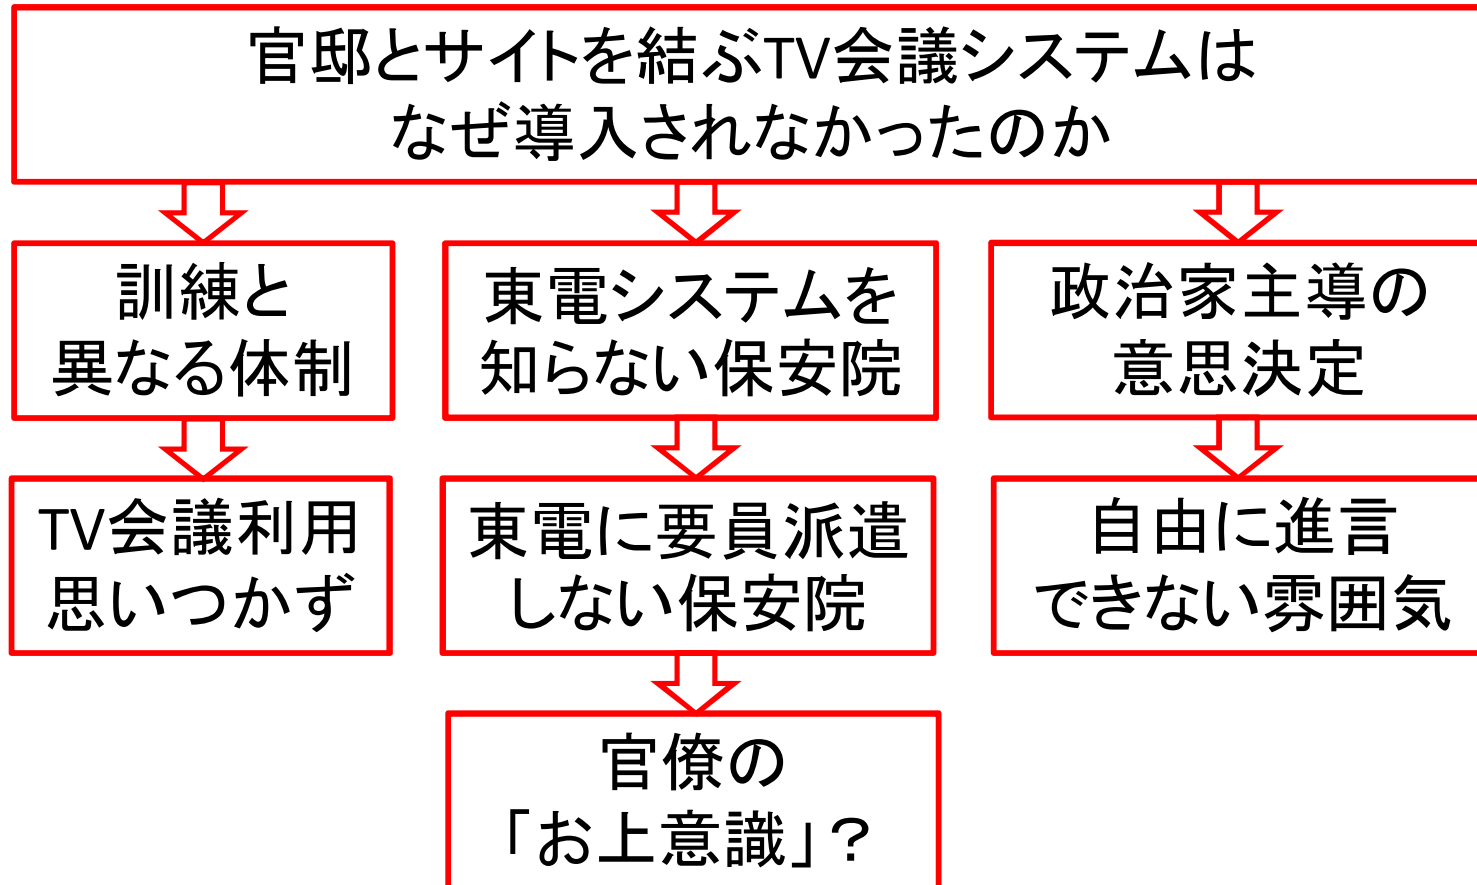 官邸とサイトを結ぶTV会議システムは
なぜ導入されなかったのか
訓練と
異なる体制
東電システムを
知らない保安院
政治家主導の
意思決定
TV会議利用
思いつかず
東電に要員派遣
しない保安院
自由に進言
できない雰囲気
官僚の
「お上意識」？